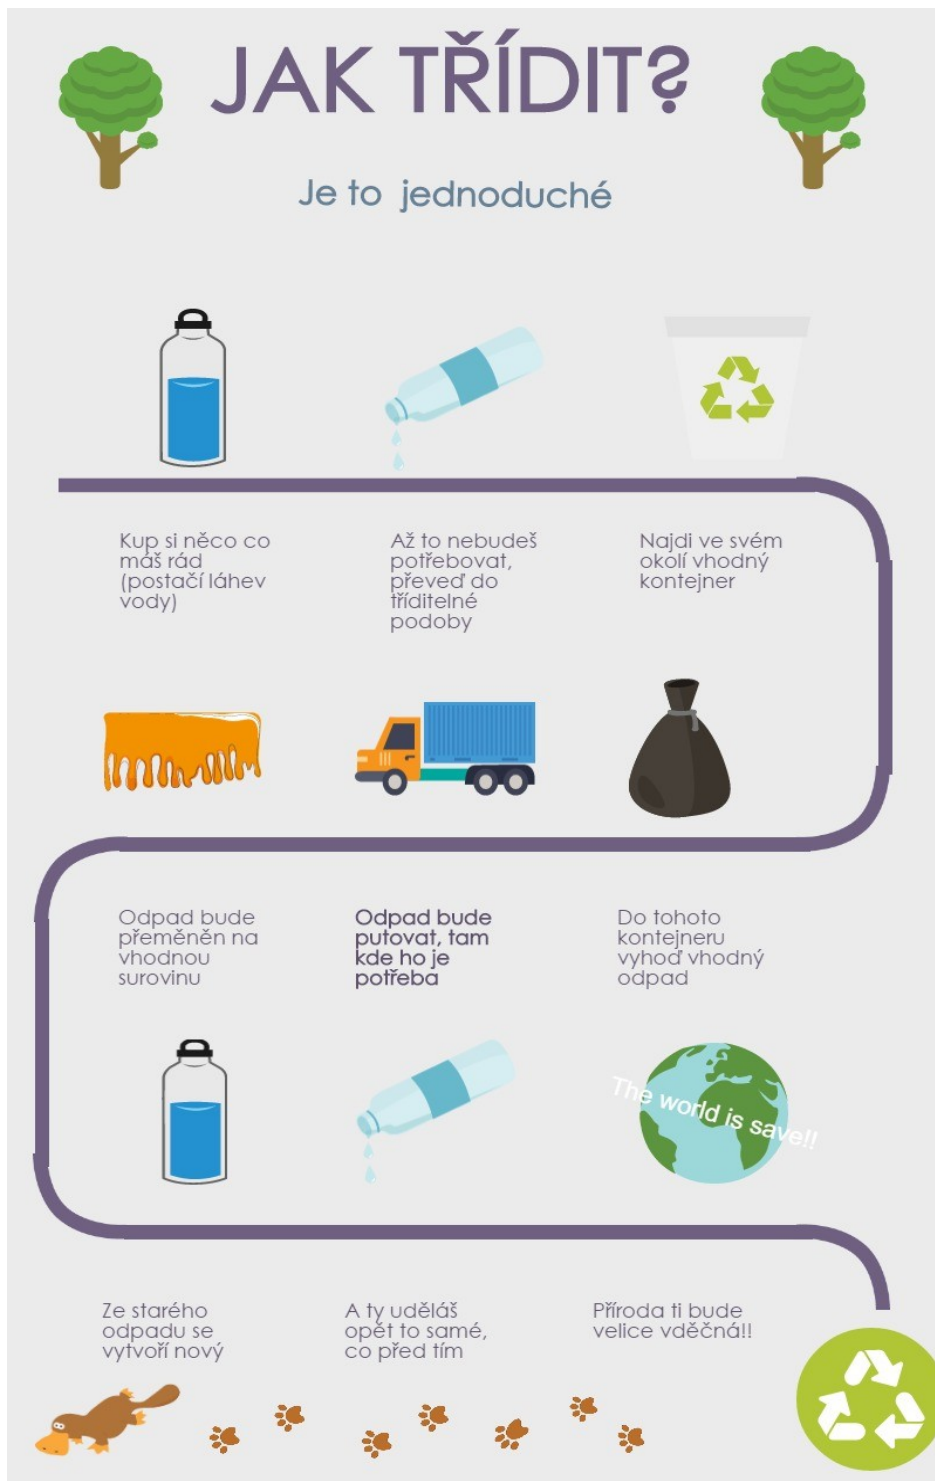 JAK TŘÍDIT?
Je to jednoduché
Kup si něco co
máš rád
(postačí láhev
vody)
Až to nebudeš
potřebovat,
převeď do
tříditelné
podoby
Najdi ve svém
okolí vhodný
kontejner
Do tohoto
kontejneru
vyhoď vhodný
odpad
Odpad bude
putovat, tam
kde ho je
potřeba
Odpad bude
přeměněn na
vhodnou
surovinu
The world is save!!
Ze starého
odpadu se
vytvoří nový
A ty uděláš
opět to samé,
co před tím
Příroda ti bude
velice vděčná!!